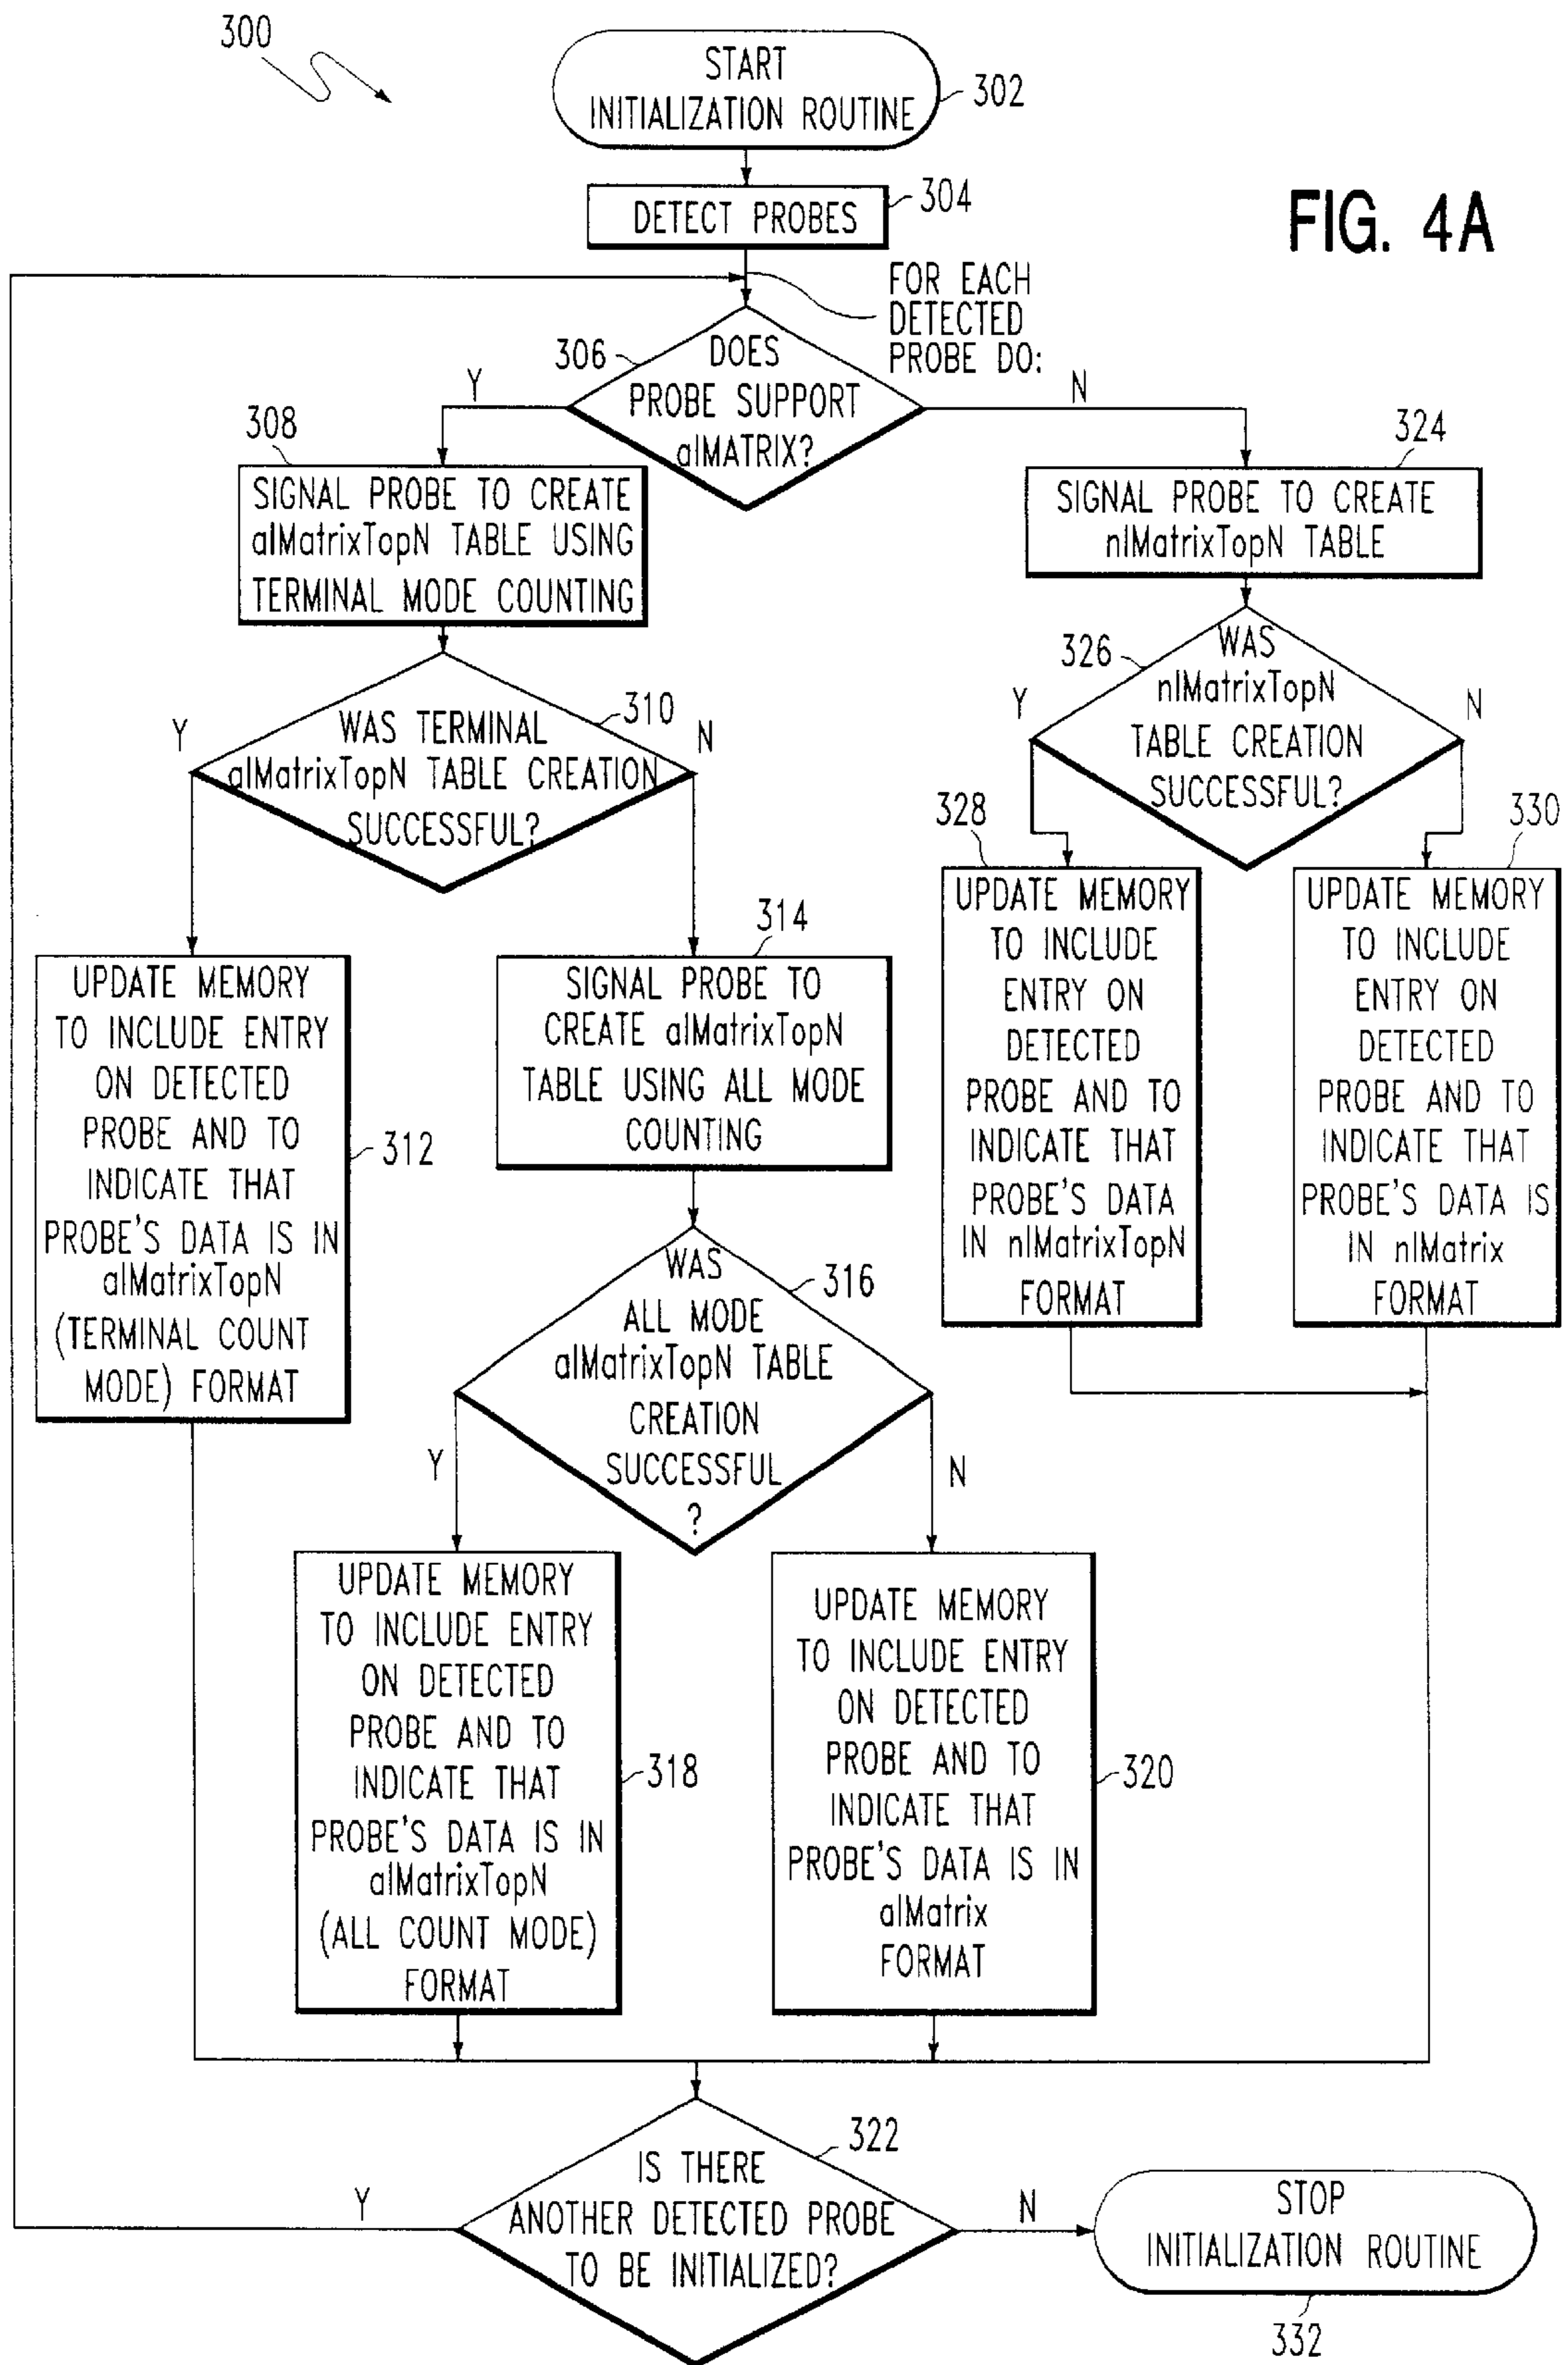 300
START
INITIALIZATION ROUTINE
302
DETECT PROBES
304
FIG. 4A
FOR EACH
DETECTED
PROBE DO:
306
DOES
PROBE SUPPORT
alMATRIX?
Y
N
308
SIGNAL PROBE TO CREATE
alMatrixTopN TABLE USING
TERMINAL MODE COUNTING
324
SIGNAL PROBE TO CREATE
nlMatrixTopN TABLE
310
WAS TERMINAL
alMatrixTopN TABLE CREATION
SUCCESSFUL?
Y
N
326
WAS
nlMatrixTopN
TABLE CREATION
SUCCESSFUL?
Y
N
312
UPDATE MEMORY
TO INCLUDE ENTRY
ON DETECTED
PROBE AND TO
INDICATE THAT
PROBE'S DATA IS IN
alMatrixTopN
(TERMINAL COUNT
MODE) FORMAT
314
SIGNAL PROBE TO
CREATE alMatrixTopN
TABLE USING ALL MODE
COUNTING
328
UPDATE MEMORY
TO INCLUDE
ENTRY ON
DETECTED
PROBE AND TO
INDICATE THAT
PROBE'S DATA
IN nlMatrixTopN
FORMAT
330
UPDATE MEMORY
TO INCLUDE
ENTRY ON
DETECTED
PROBE AND TO
INDICATE THAT
PROBE'S DATA IS
IN nlMatrix
FORMAT
316
WAS
ALL MODE
alMatrixTopN TABLE
CREATION
SUCCESSFUL
?
Y
N
318
UPDATE MEMORY
TO INCLUDE ENTRY
ON DETECTED
PROBE AND TO
INDICATE THAT
PROBE'S DATA IS IN
alMatrixTopN
(ALL COUNT MODE)
FORMAT
320
UPDATE MEMORY
TO INCLUDE ENTRY
ON DETECTED
PROBE AND TO
INDICATE THAT
PROBE'S DATA IS IN
alMatrix
FORMAT
322
IS THERE
ANOTHER DETECTED PROBE
TO BE INITIALIZED?
Y
N
STOP
INITIALIZATION ROUTINE
332